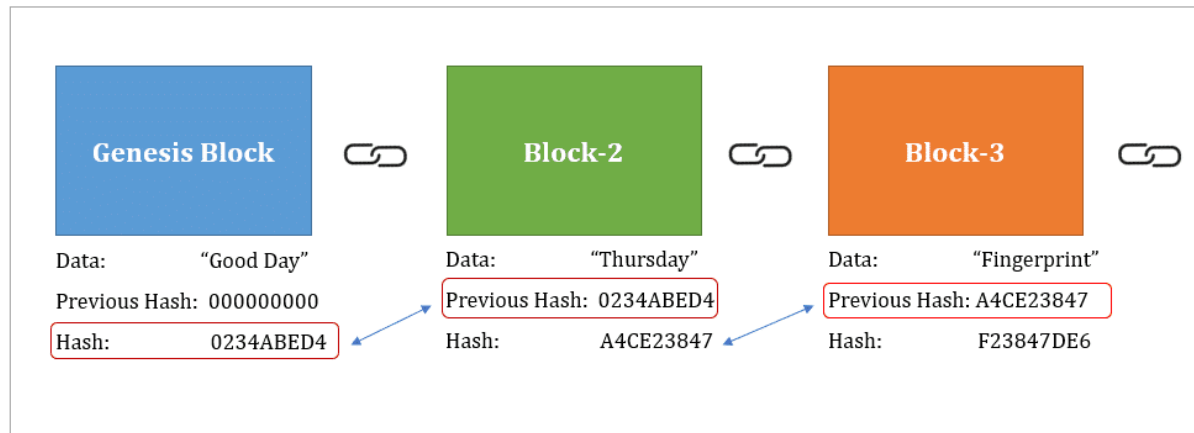 Genesis Block
Data: “Good Day”
Previous Hash: 000000000
Hash: 0234ABED4
Block-2
Data: “Thursday”
Previous Hash: 0234ABED4
Hash: A4CE23847
Block-3
Data: “Fingerprint”
Previous Hash: A4CE23847
Hash: F23847DE6